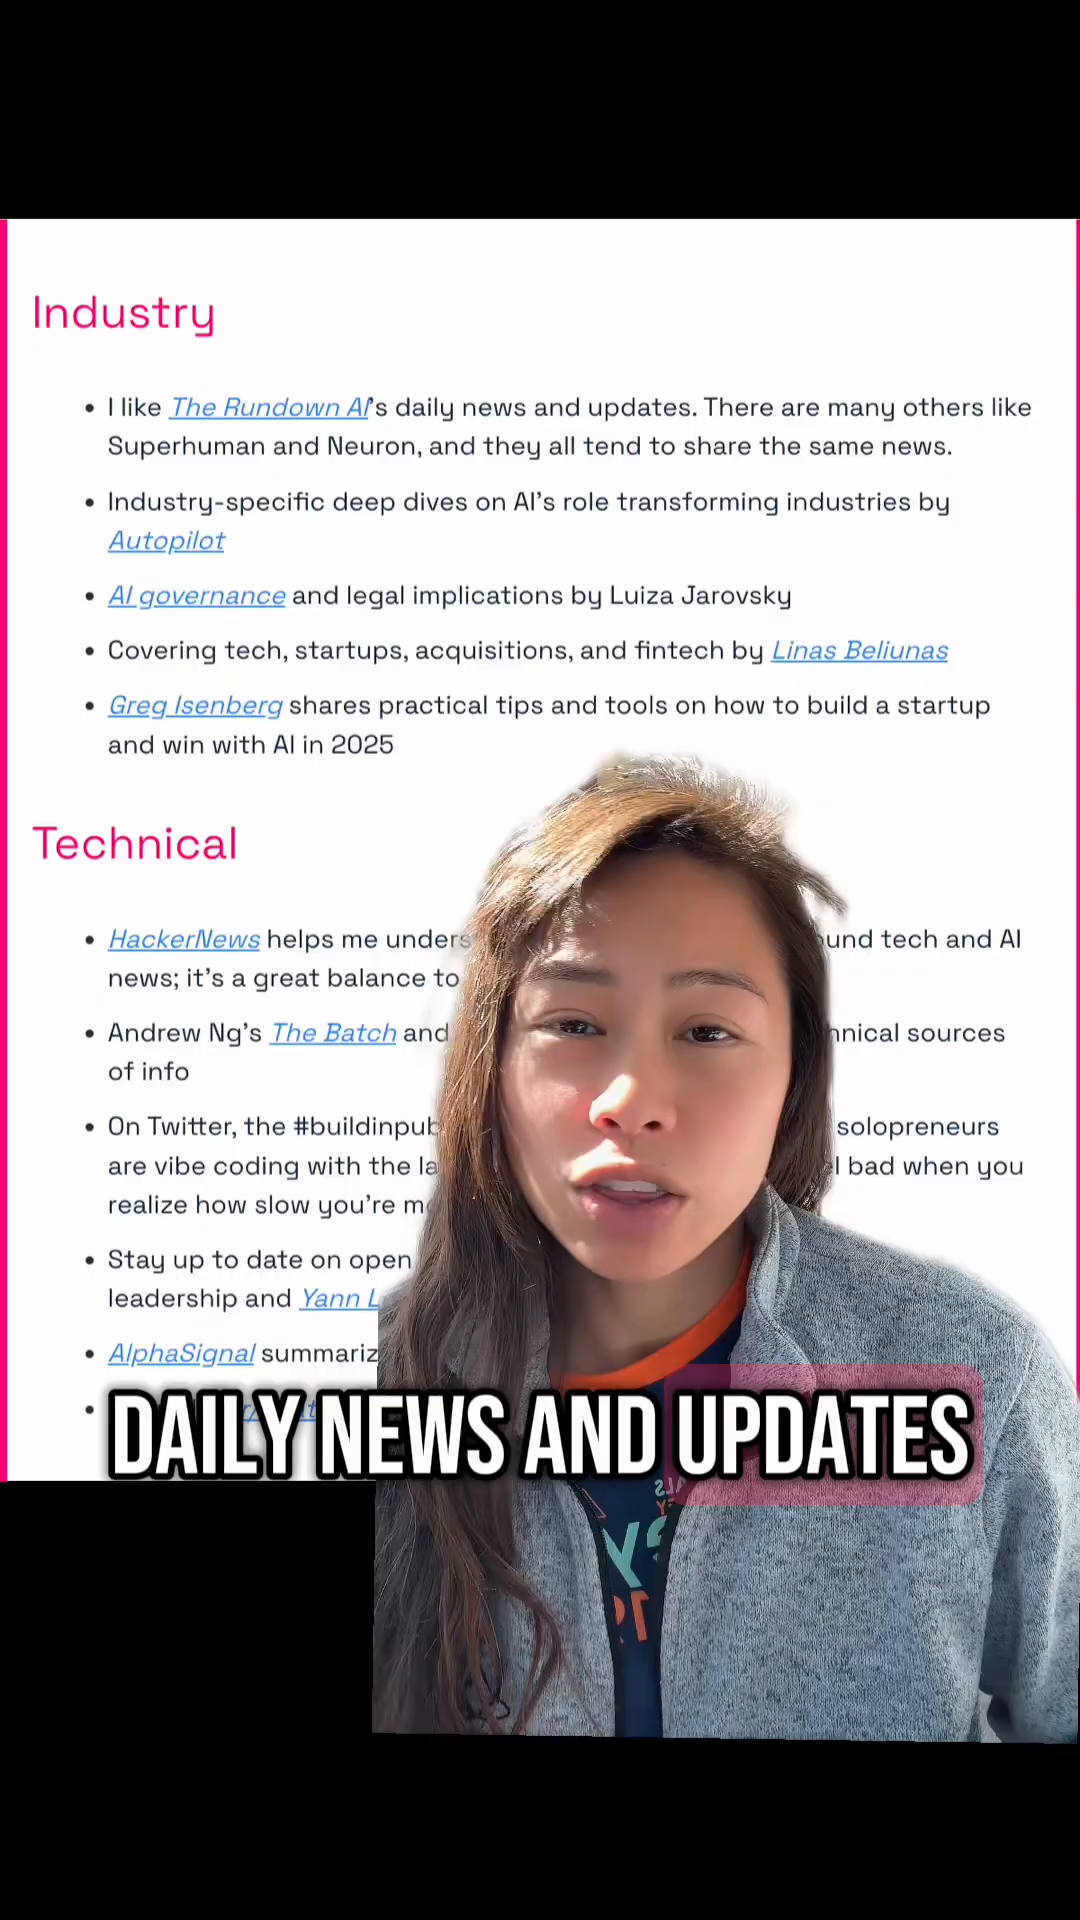 Industry
• I like The Rundown AI's daily news and updates. There are many others like
Superhuman and Neuron, and they all tend to share the same news.
• Industry-specific deep dives on AI's role transforming industries by
Autopilot
• AI governance and legal implications by Luiza Jarovsky
• Covering tech, startups, acquisitions, and fintech by Linas Beliunas
• Greg Isenberg shares practical tips and tools on how to build a startup
and win with AI in 2025
Technical
• HackerNews helps me unders und tech and AI
news; it's a great balance to
• Andrew Ng's The Batch and hnical sources
of info
• On Twitter, the #buildinpub solopreneurs
are vibe coding with the la l bad when you
realize how slow you're m
• Stay up to date on open
leadership and Yann L
• AlphaSignal summariz
DAILY NEWS AND UPDATES